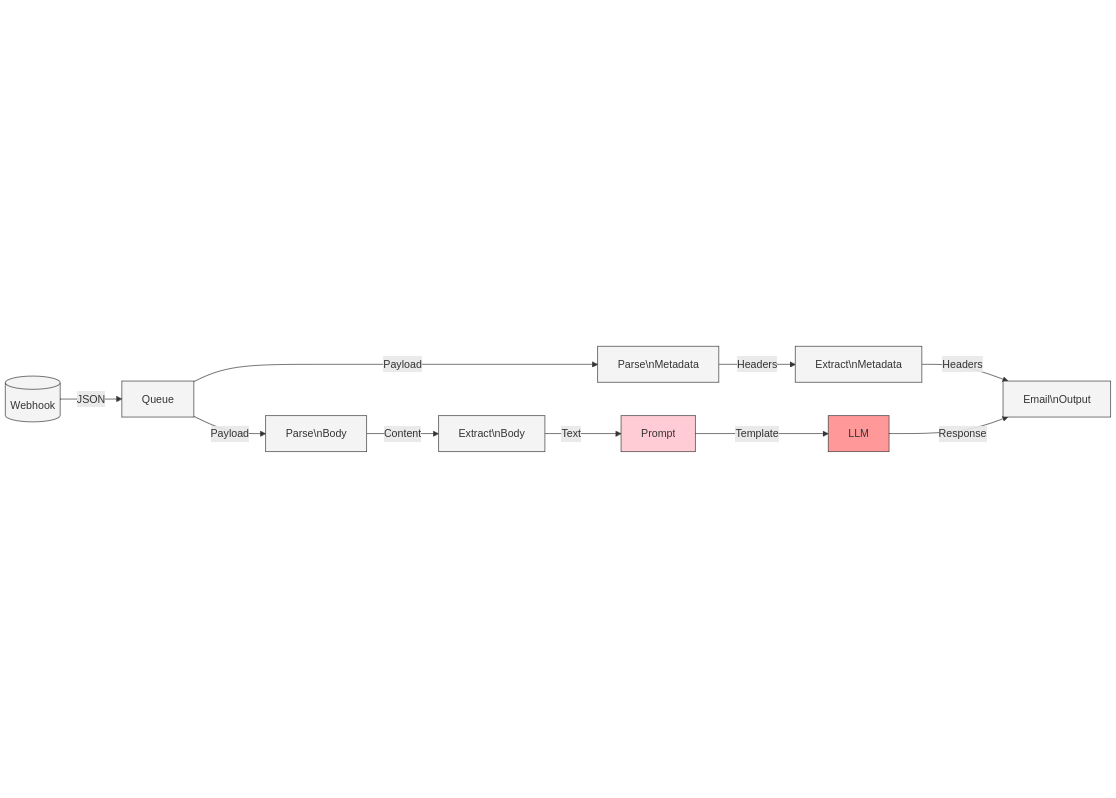 Webhook
JSON
Queue
Payload
Parse\nMetadata
Headers
Extract\nMetadata
Headers
Email\nOutput
Payload
Parse\nBody
Content
Extract\nBody
Text
Prompt
Template
LLM
Response